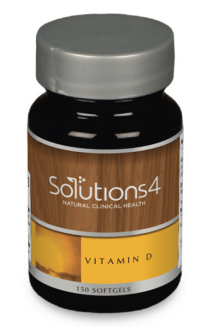 Solutions4
NATURAL CLINICAL HEALTH
VITAMIN D
150 SOFTGELS